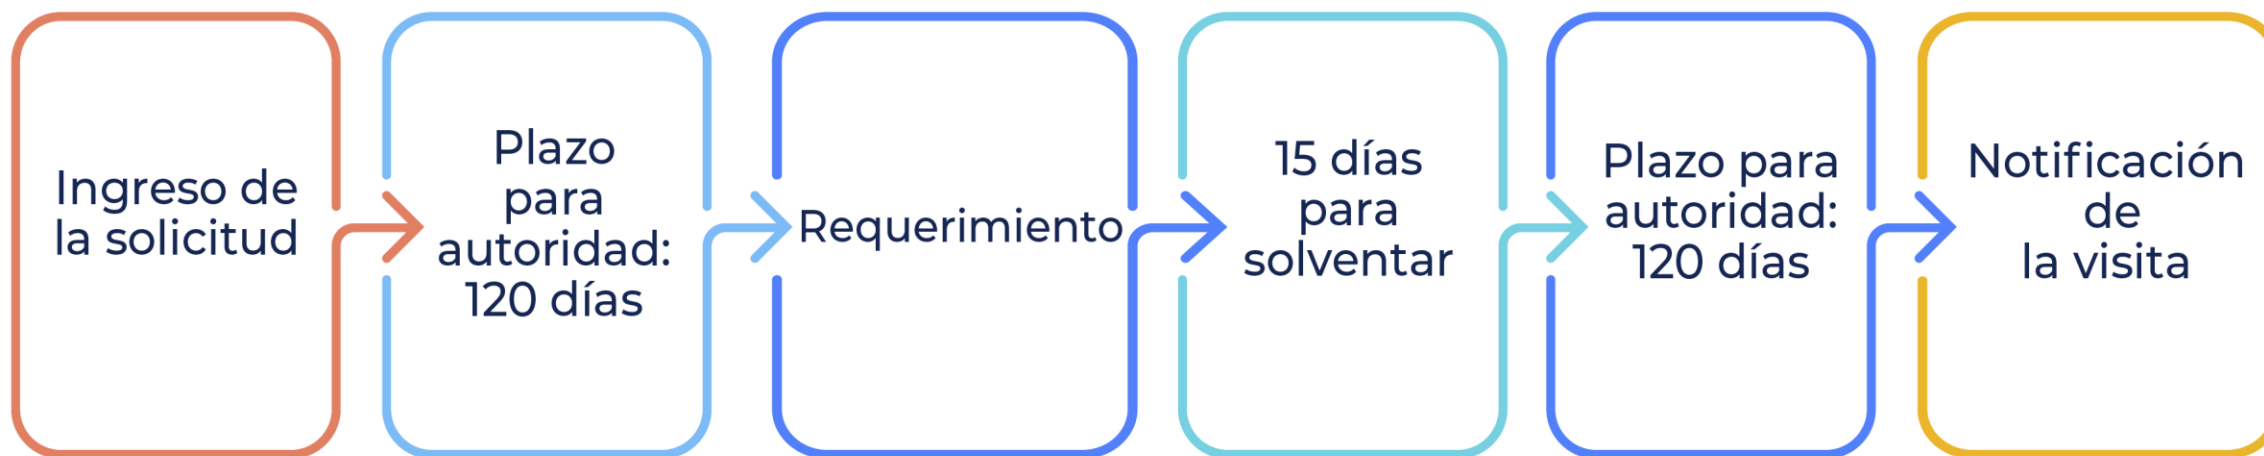 Ingreso de
la solicitud
Plazo
para
autoridad:
120 días
Requerimiento
15 días
para
solventar
Plazo para
autoridad:
120 días
Notificación
de
la visita